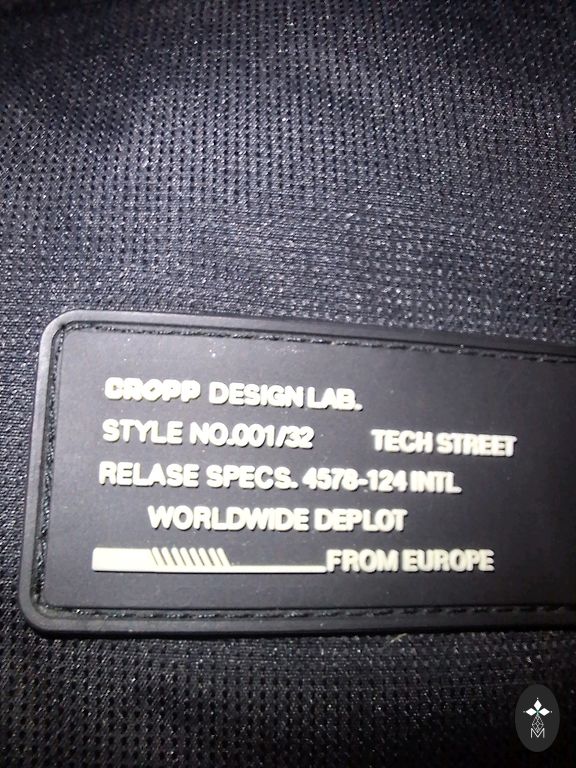 CROPP DESIGN LAB.
STYLE NO.001/32 TECH STREET
RELASE SPECS. 4578-124 INTL
WORLDWIDE DEPLOT
FROM EUROPE
M